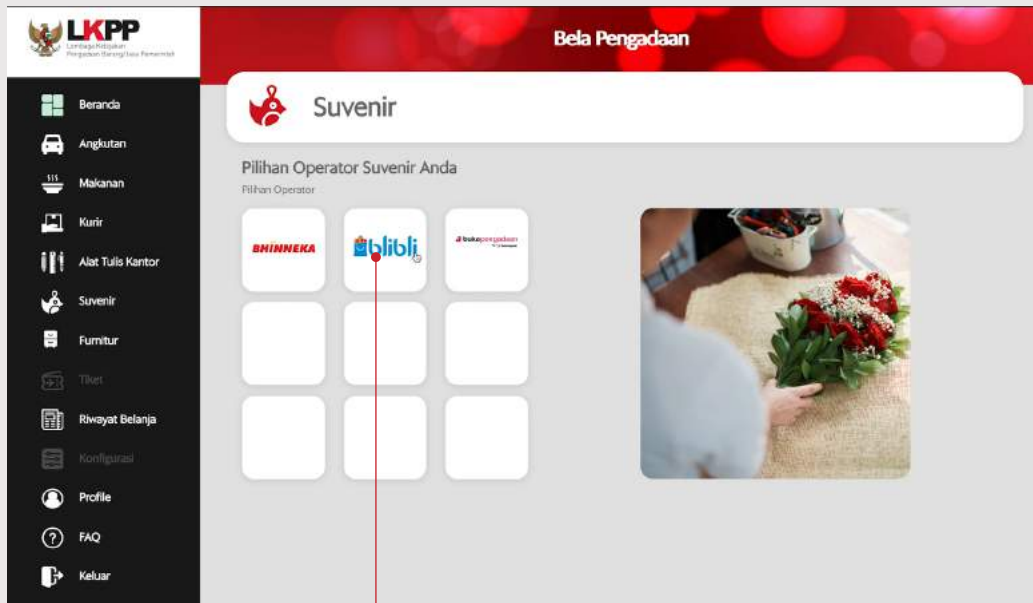 LKPP
Lembaga Kebijakan
Pengadaan Barang/Jasa Pemerintah
Bela Pengadaan
Beranda
Angkutan
Makanan
Kurir
Alat Tulis Kantor
Suvenir
Furnitur
Tiket
Riwayat Belanja
Konfigurasi
Profile
FAQ
Keluar
Suvenir
Pilihan Operator Suvenir Anda
Pilihan Operator
BHINNEKA
blibli
bukapengadaan